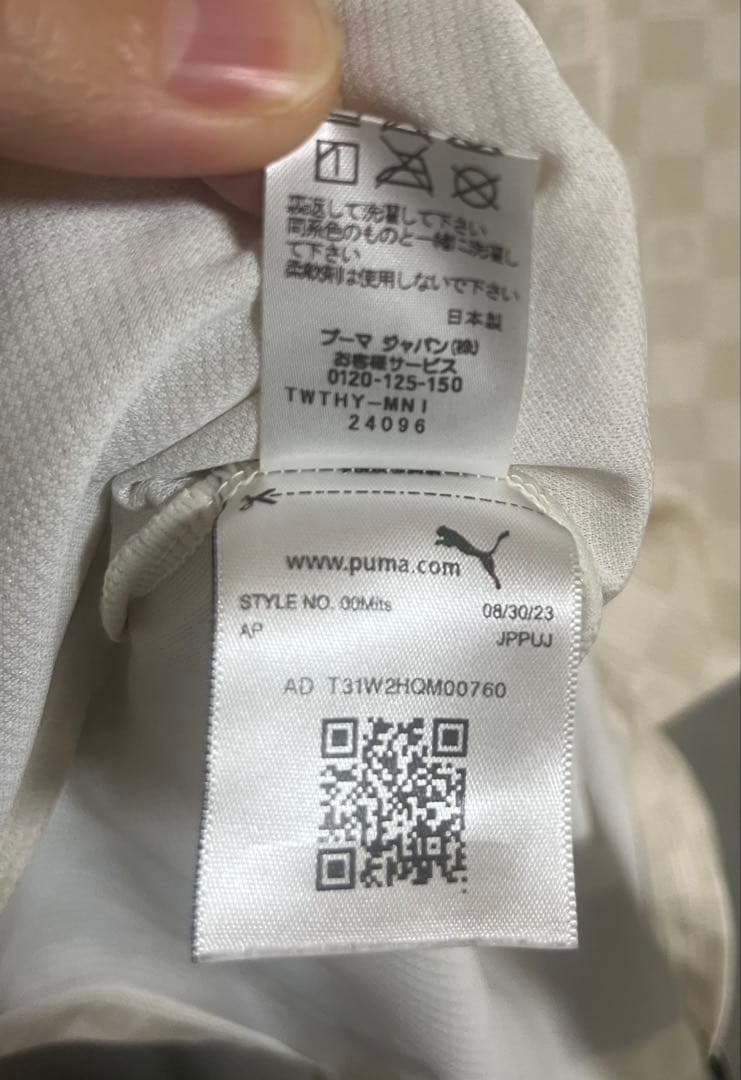 裏返して洗濯して下さい
同系色のものと一緒に洗濯し
て下さい
柔軟剤は使用しないで下さい
日本製
プーマ ジャパン(株)
お客様サービス
0120-125-150
TWTHY-MNI
24096
www.puma.com
STYLE NO. 00Mits 08/30/23
AP JPPUJ
AD T31W2HQM00760